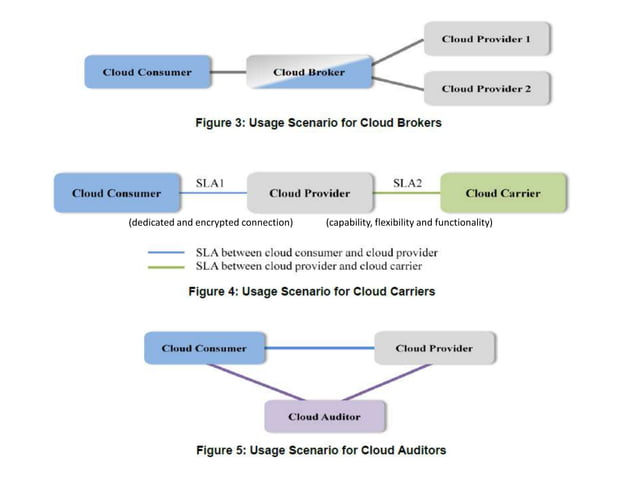 Cloud Provider 1
Cloud Consumer
Cloud Broker
Cloud Provider 2
Figure 3: Usage Scenario for Cloud Brokers
SLA1
SLA2
Cloud Consumer
Cloud Provider
Cloud Carrier
(dedicated and encrypted connection)
(capability, flexibility and functionality)
SLA between cloud consumer and cloud provider
SLA between cloud provider and cloud carrier
Figure 4: Usage Scenario for Cloud Carriers
Cloud Consumer
Cloud Provider
Cloud Auditor
Figure 5: Usage Scenario for Cloud Auditors